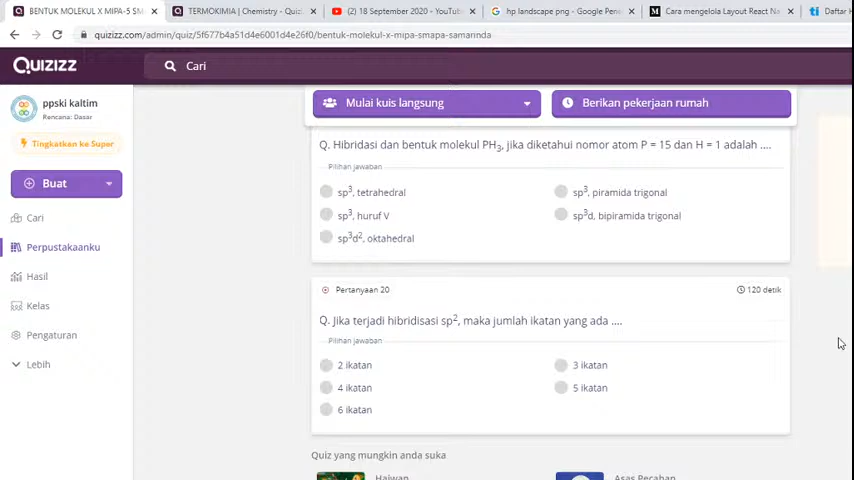 BENTUK MOLEKUL X MIPA-5 SM
TERMOKIMIA | Chemistry - Quiz
(2) 18 September 2020 - YouTub
hp landscape png - Google Pene
Cara mengelola Layout React Na
Daftar H
quizizz.com/admin/quiz/5f677b4a51d4e6001d4e26f0/bentuk-molekul-x-mipa-smapa-samarinda
QUIZIZZ
Cari
ppski kaltim
Rencana: Dasar
Tingkatkan ke Super
Buat
Cari
Perpustakaanku
Hasil
Kelas
Pengaturan
Lebih
Mulai kuis langsung
Berikan pekerjaan rumah
Q. Hibridasi dan bentuk molekul PH₃, jika diketahui nomor atom P = 15 dan H = 1 adalah ....
Pilihan jawaban
sp³, tetrahedral
sp³, piramida trigonal
sp³, huruf V
sp³d, bipiramida trigonal
sp³d², oktahedral
Pertanyaan 20
120 detik
Q. Jika terjadi hibridisasi sp², maka jumlah ikatan yang ada ....
Pilihan jawaban
2 ikatan
3 ikatan
4 ikatan
5 ikatan
6 ikatan
Quiz yang mungkin anda suka
Haiwan
Asas Pecahan